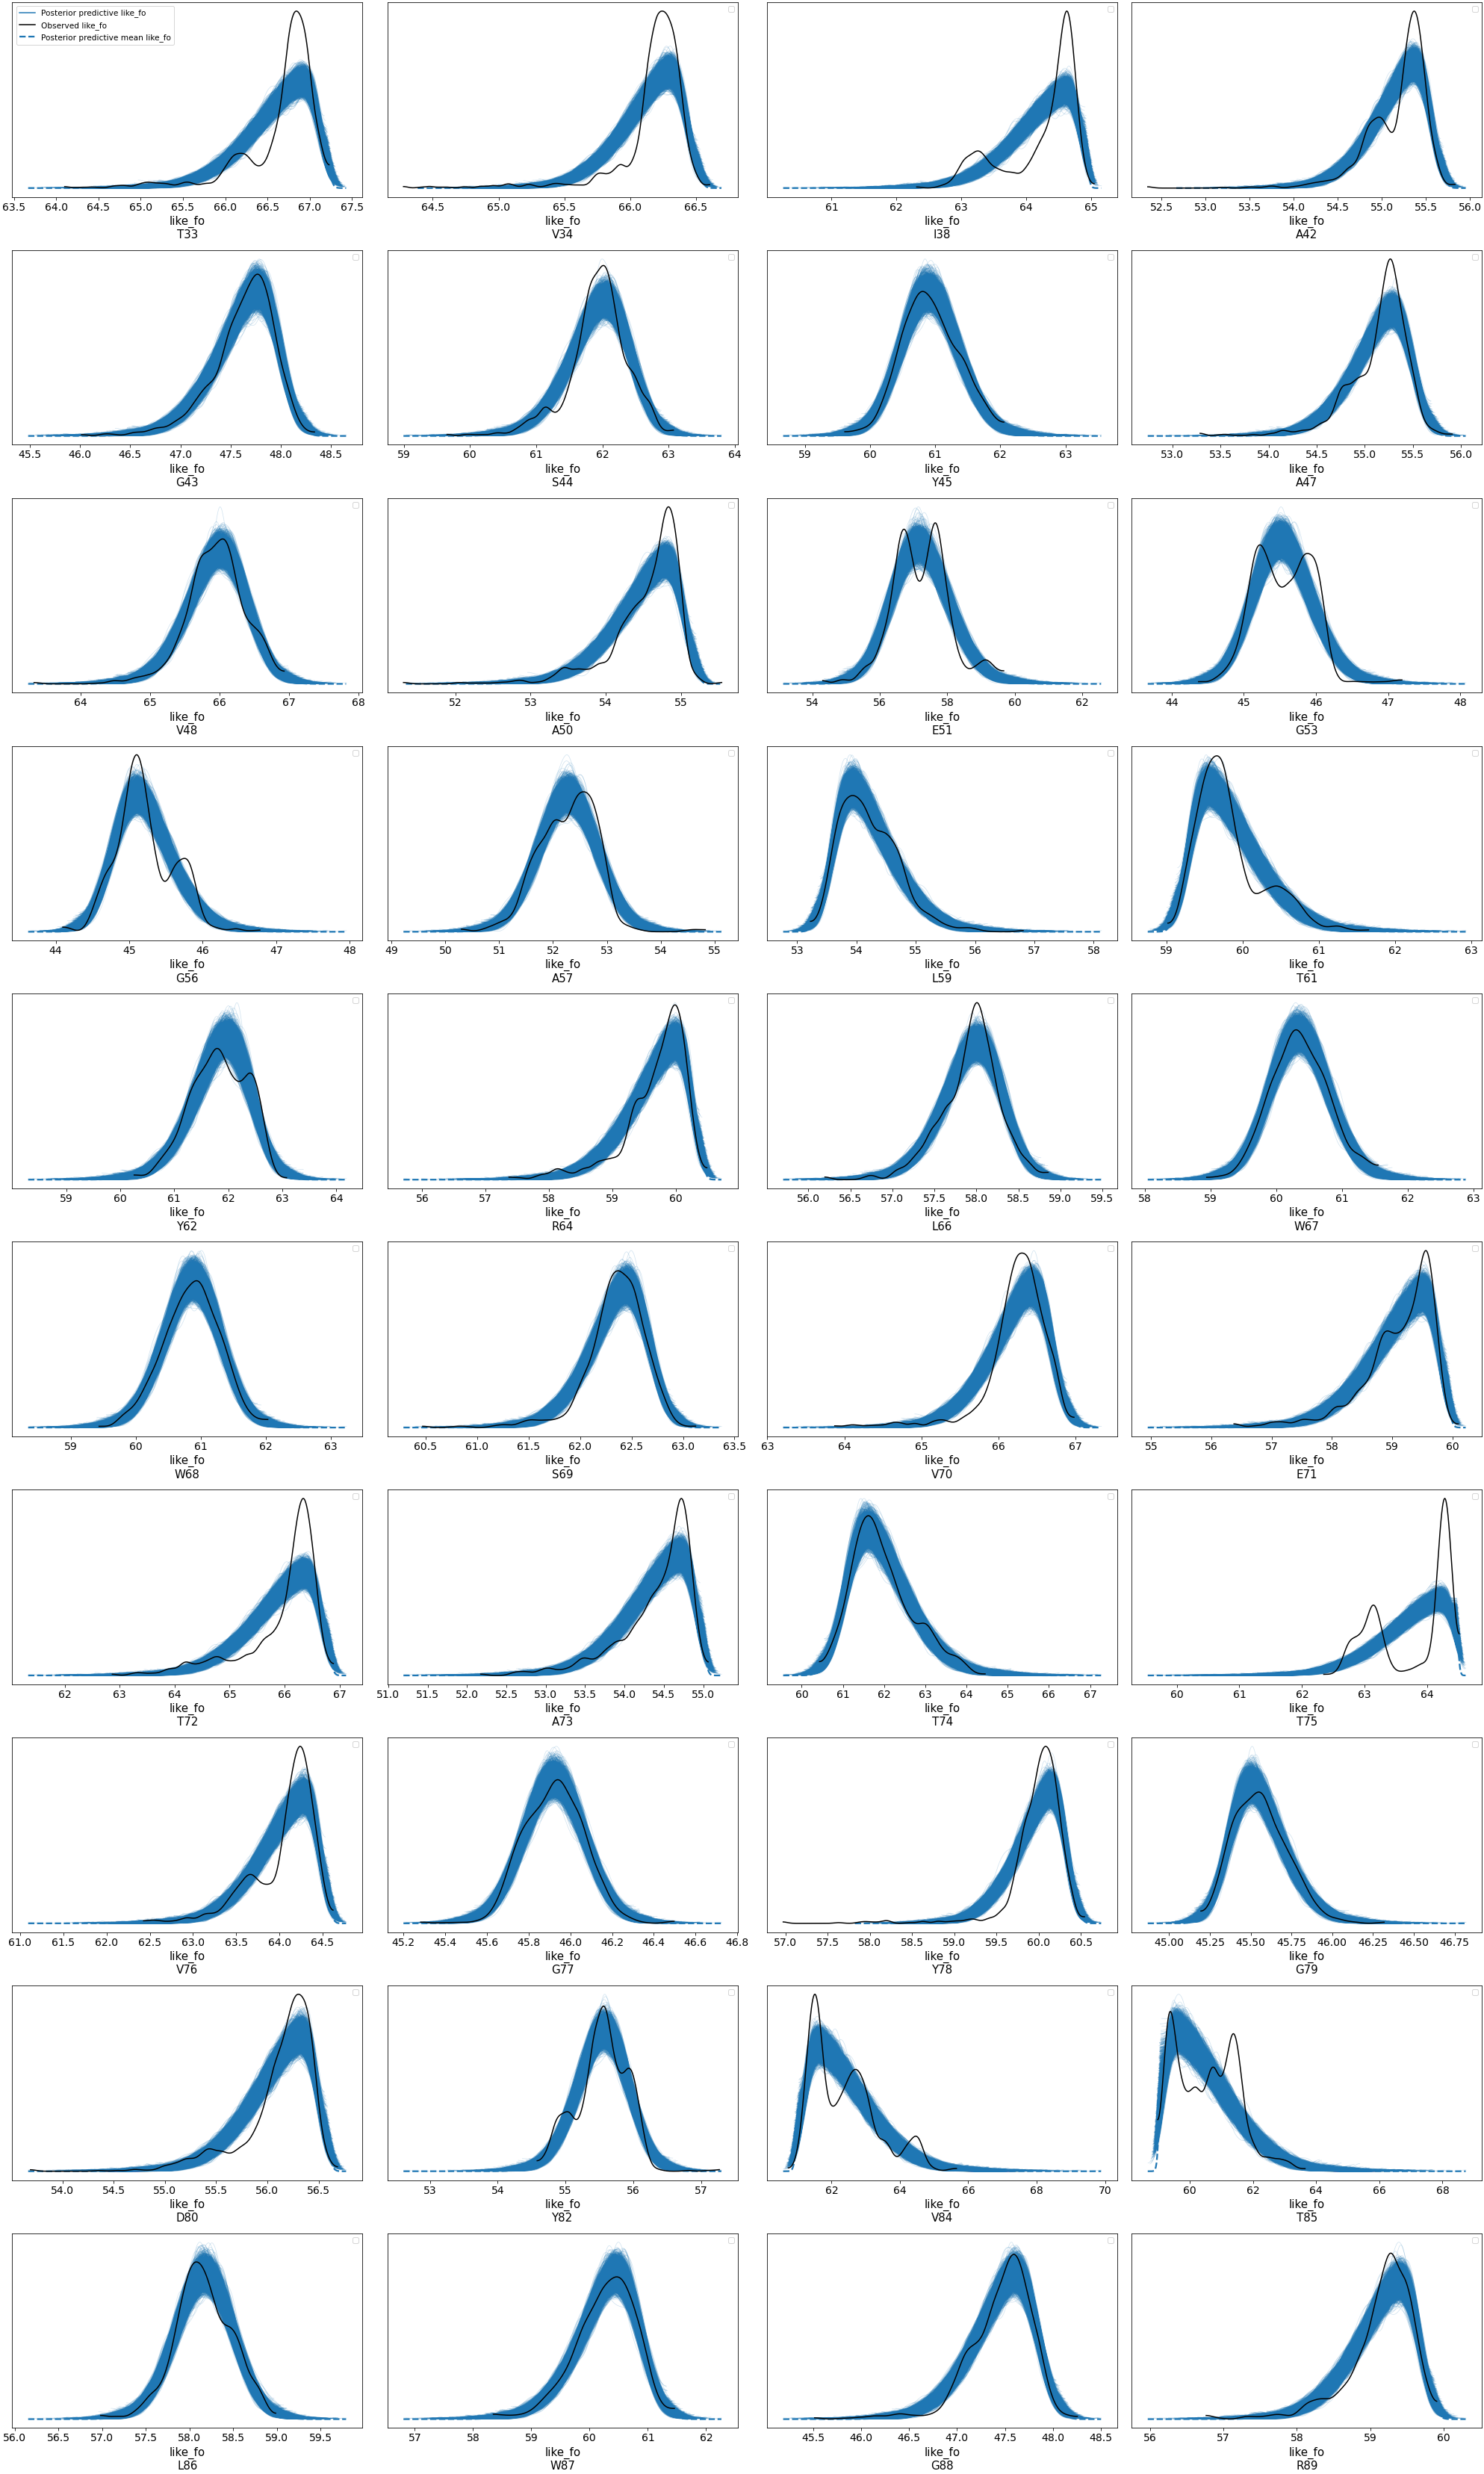 Posterior predictive like_fo
Observed like_fo
Posterior predictive mean like_fo
63.5 64.0 64.5 65.0 65.5 66.0 66.5 67.0 67.5
like_fo
T33
64.5 65.0 65.5 66.0 66.5
like_fo
V34
61 62 63 64 65
like_fo
I38
52.5 53.0 53.5 54.0 54.5 55.0 55.5 56.0
like_fo
A42
45.5 46.0 46.5 47.0 47.5 48.0 48.5
like_fo
G43
59 60 61 62 63 64
like_fo
S44
59 60 61 62 63
like_fo
Y45
53.0 53.5 54.0 54.5 55.0 55.5 56.0
like_fo
A47
64 65 66 67 68
like_fo
V48
52 53 54 55
like_fo
A50
54 56 58 60 62
like_fo
E51
44 45 46 47 48
like_fo
G53
44 45 46 47 48
like_fo
G56
49 50 51 52 53 54 55
like_fo
A57
53 54 55 56 57 58
like_fo
L59
59 60 61 62 63
like_fo
T61
59 60 61 62 63 64
like_fo
Y62
56 57 58 59 60
like_fo
R64
56.0 56.5 57.0 57.5 58.0 58.5 59.0 59.5
like_fo
L66
58 59 60 61 62 63
like_fo
W67
59 60 61 62 63
like_fo
W68
60.5 61.0 61.5 62.0 62.5 63.0 63.5
like_fo
S69
63 64 65 66 67
like_fo
V70
55 56 57 58 59 60
like_fo
E71
62 63 64 65 66 67
like_fo
T72
51.0 51.5 52.0 52.5 53.0 53.5 54.0 54.5 55.0
like_fo
A73
60 61 62 63 64 65 66 67
like_fo
T74
60 61 62 63 64
like_fo
T75
61.0 61.5 62.0 62.5 63.0 63.5 64.0 64.5
like_fo
V76
45.2 45.4 45.6 45.8 46.0 46.2 46.4 46.6 46.8
like_fo
G77
57.0 57.5 58.0 58.5 59.0 59.5 60.0 60.5
like_fo
Y78
45.00 45.25 45.50 45.75 46.00 46.25 46.50 46.75
like_fo
G79
54.0 54.5 55.0 55.5 56.0 56.5
like_fo
D80
53 54 55 56 57
like_fo
Y82
62 64 66 68 70
like_fo
V84
60 62 64 66 68
like_fo
T85
56.0 56.5 57.0 57.5 58.0 58.5 59.0 59.5
like_fo
L86
57 58 59 60 61 62
like_fo
W87
45.5 46.0 46.5 47.0 47.5 48.0 48.5
like_fo
G88
56 57 58 59 60
like_fo
R89